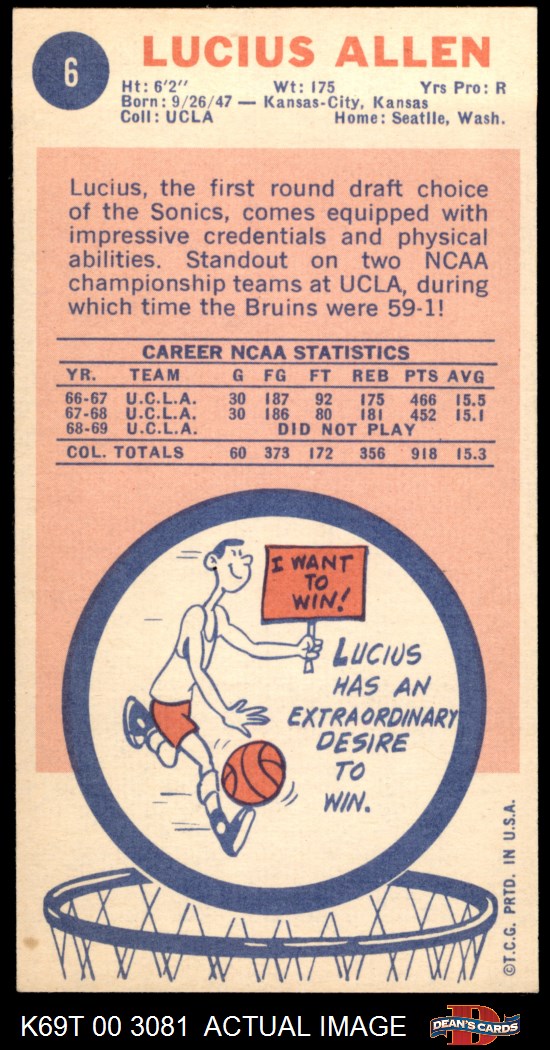 6
LUCIUS ALLEN
Ht: 6'2'' Wt: 175 Yrs Pro: R
Born: 9/26/47 — Kansas-City, Kansas
Coll: UCLA Home: Seatlle, Wash.
Lucius, the first round draft choice
of the Sonics, comes equipped with
impressive credentials and physical
abilities. Standout on two NCAA
championship teams at UCLA, during
which time the Bruins were 59-1!
CAREER NCAA STATISTICS
YR. TEAM G FG FT REB PTS AVG
66-67 U.C.L.A. 30 187 92 175 466 15.5
67-68 U.C.L.A. 30 186 80 181 452 15.1
68-69 U.C.L.A. DID NOT PLAY
COL. TOTALS 60 373 172 356 918 15.3
I WANT
TO
WIN!
LUCIUS
HAS AN
EXTRAORDINARY
DESIRE
TO
WIN.
©T.C.G. PRTD. IN U.S.A.
K69T 00 3081 ACTUAL IMAGE
D
DEAN'S CARDS